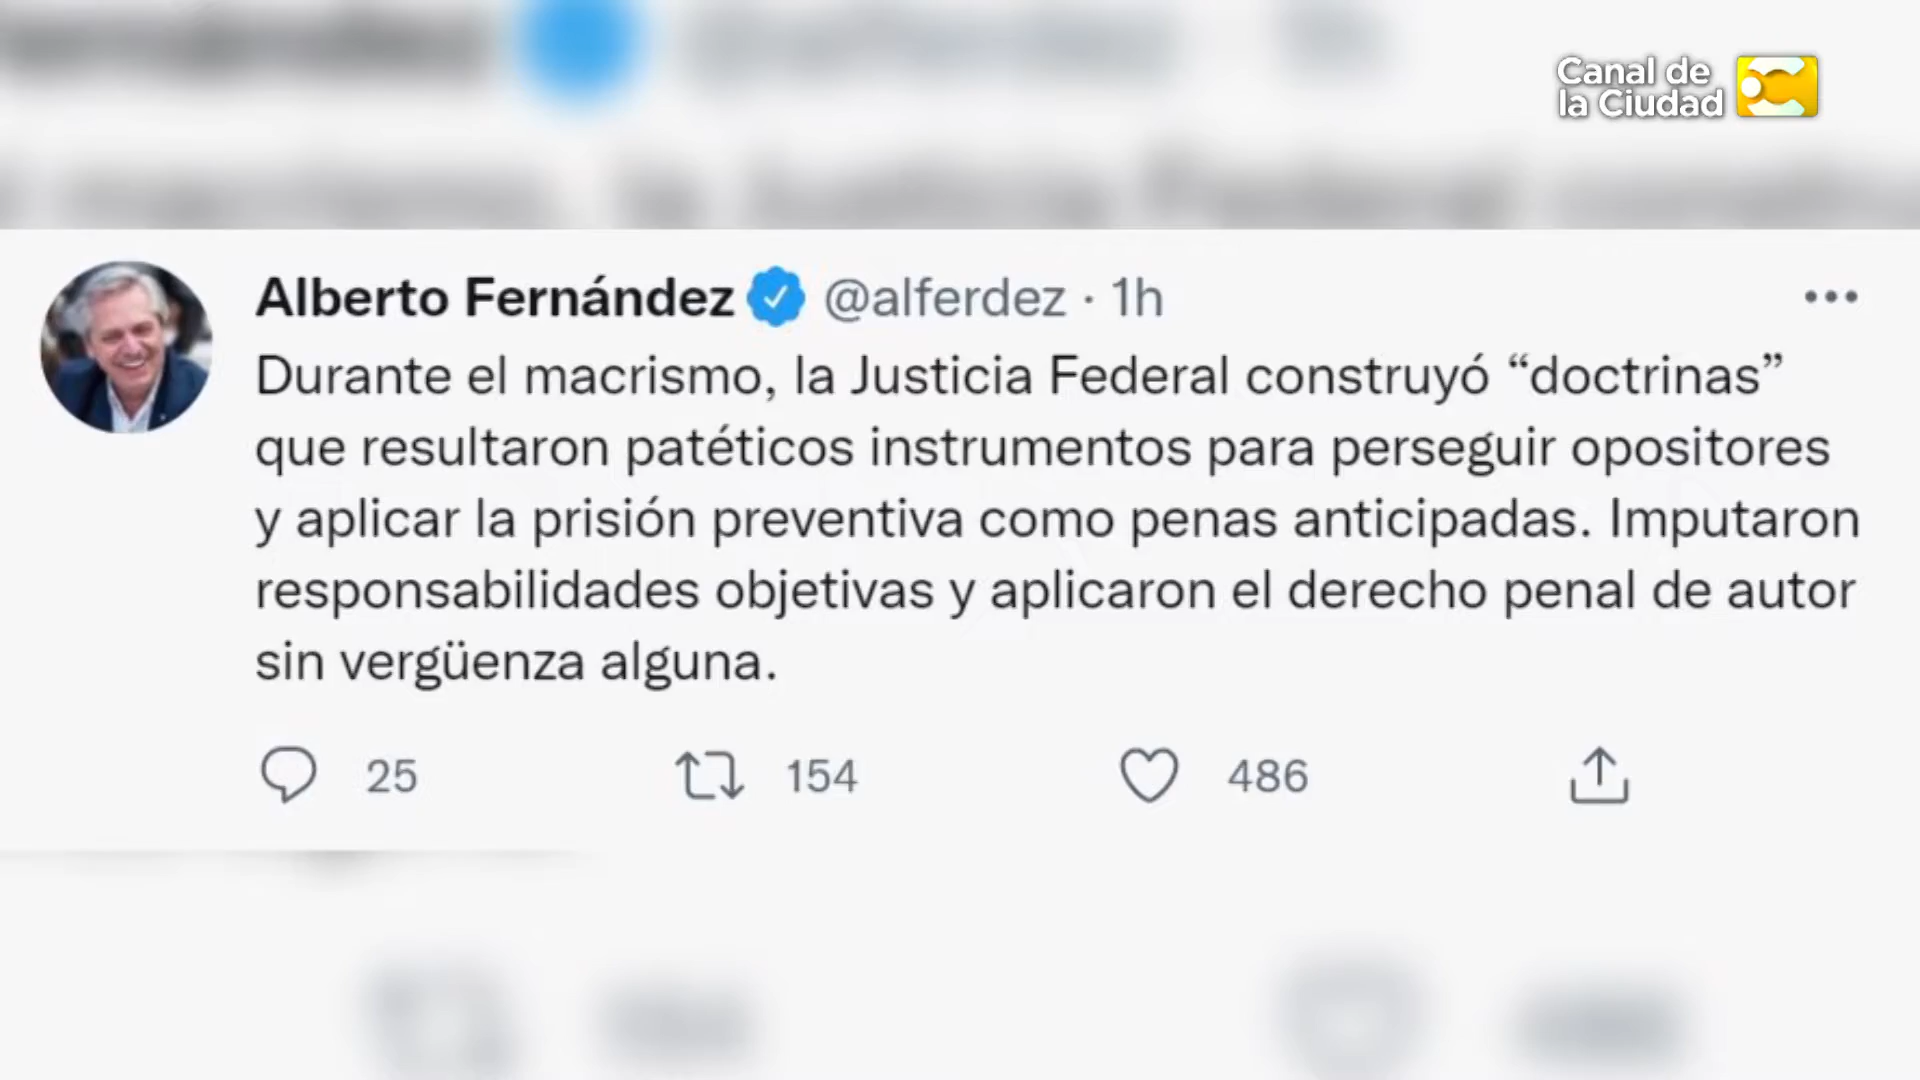 Canal de
la Ciudad
Alberto Fernández @alferdez · 1h
Durante el macrismo, la Justicia Federal construyó “doctrinas”
que resultaron patéticos instrumentos para perseguir opositores
y aplicar la prisión preventiva como penas anticipadas. Imputaron
responsabilidades objetivas y aplicaron el derecho penal de autor
sin vergüenza alguna.
25 154 486